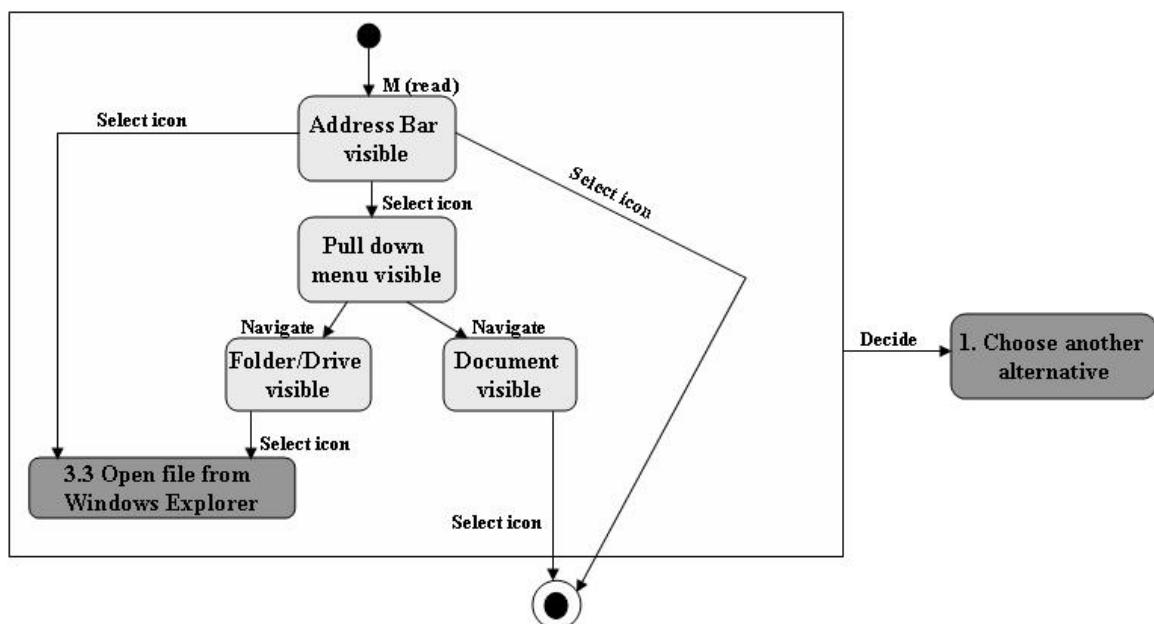 M (read)
Select icon
Address Bar
visible
Select icon
Select icon
Pull down
menu visible
Navigate
Navigate
Folder/Drive
visible
Document
visible
Decide
1. Choose another
alternative
Select icon
3.3 Open file from
Windows Explorer
Select icon